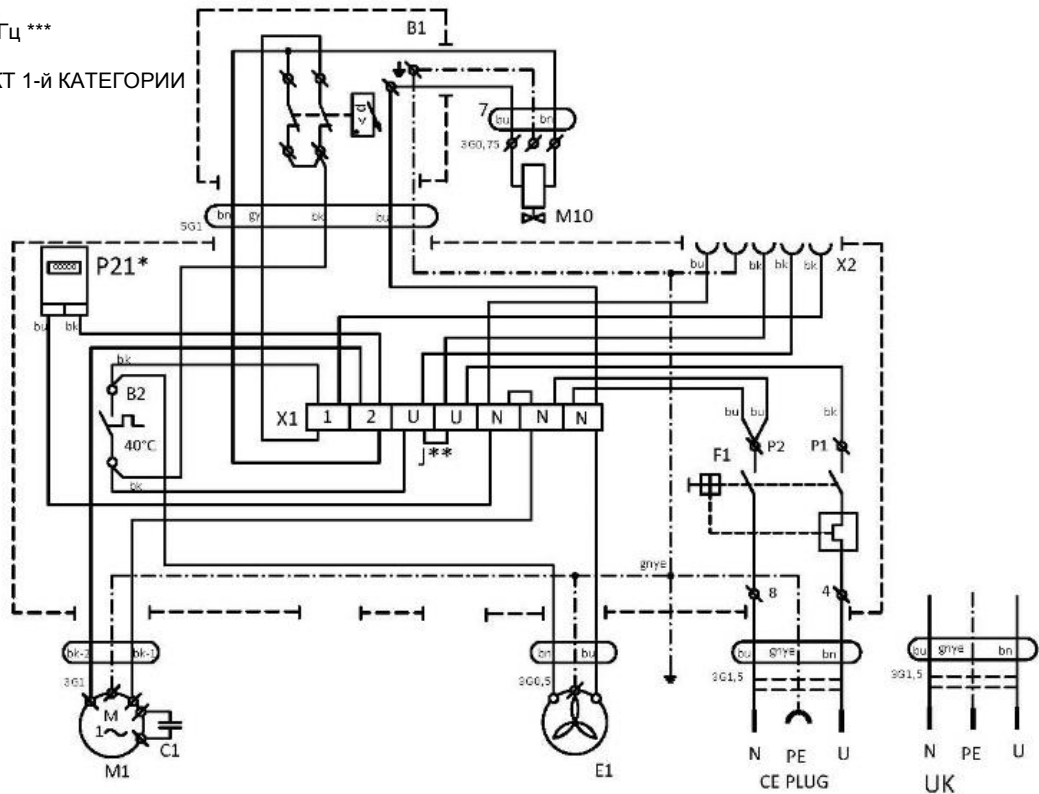 Гц ***
КТ 1-й КАТЕГОРИИ
B1
7
bu bn
3G0,75
M10
bn gy bk bu
5G1
P21*
bu bk
bu bk bk bk
X2
bk
B2
40°C
bk
X1 1 2 U U N N N
J**
bu bu bk
P2 P1
F1
gnye
8 4
bk-2 bk-1
3G1
M
1~
C1
M1
bn bu
3G0,5
E1
bu gnye bn
3G1,5
N PE U
CE PLUG
bu gnye bn
3G1,5
N PE U
UK